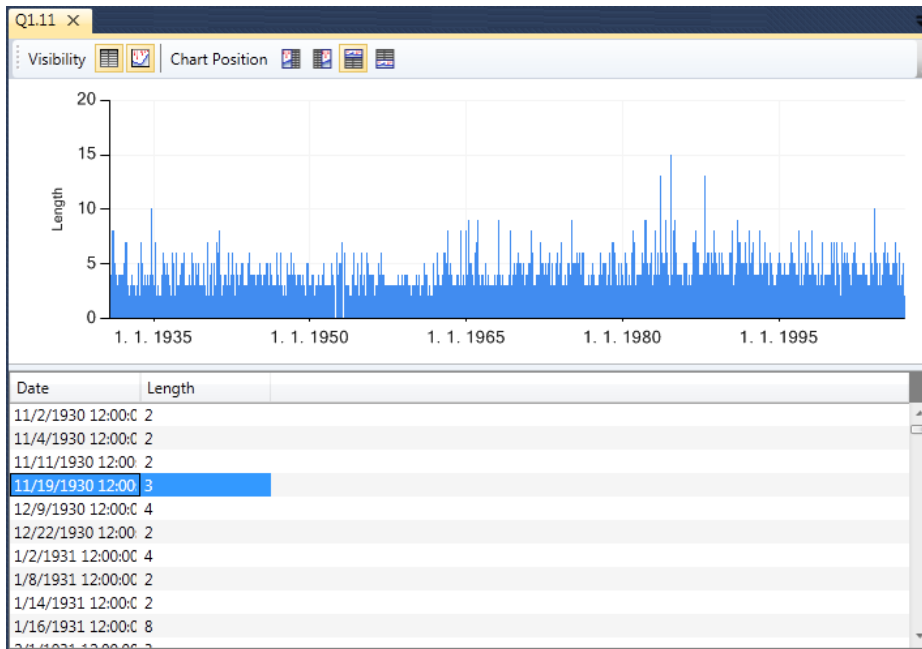 Q1.11 ×
Visibility Chart Position
20
15
10
5
0
Length
1. 1. 1935 1. 1. 1950 1. 1. 1965 1. 1. 1980 1. 1. 1995
Date Length
11/2/1930 12:00:0 2
11/4/1930 12:00:0 2
11/11/1930 12:00: 2
11/19/1930 12:00: 3
12/9/1930 12:00:0 4
12/22/1930 12:00: 2
1/2/1931 12:00:00 4
1/8/1931 12:00:00 2
1/14/1931 12:00:0 2
1/16/1931 12:00:0 8